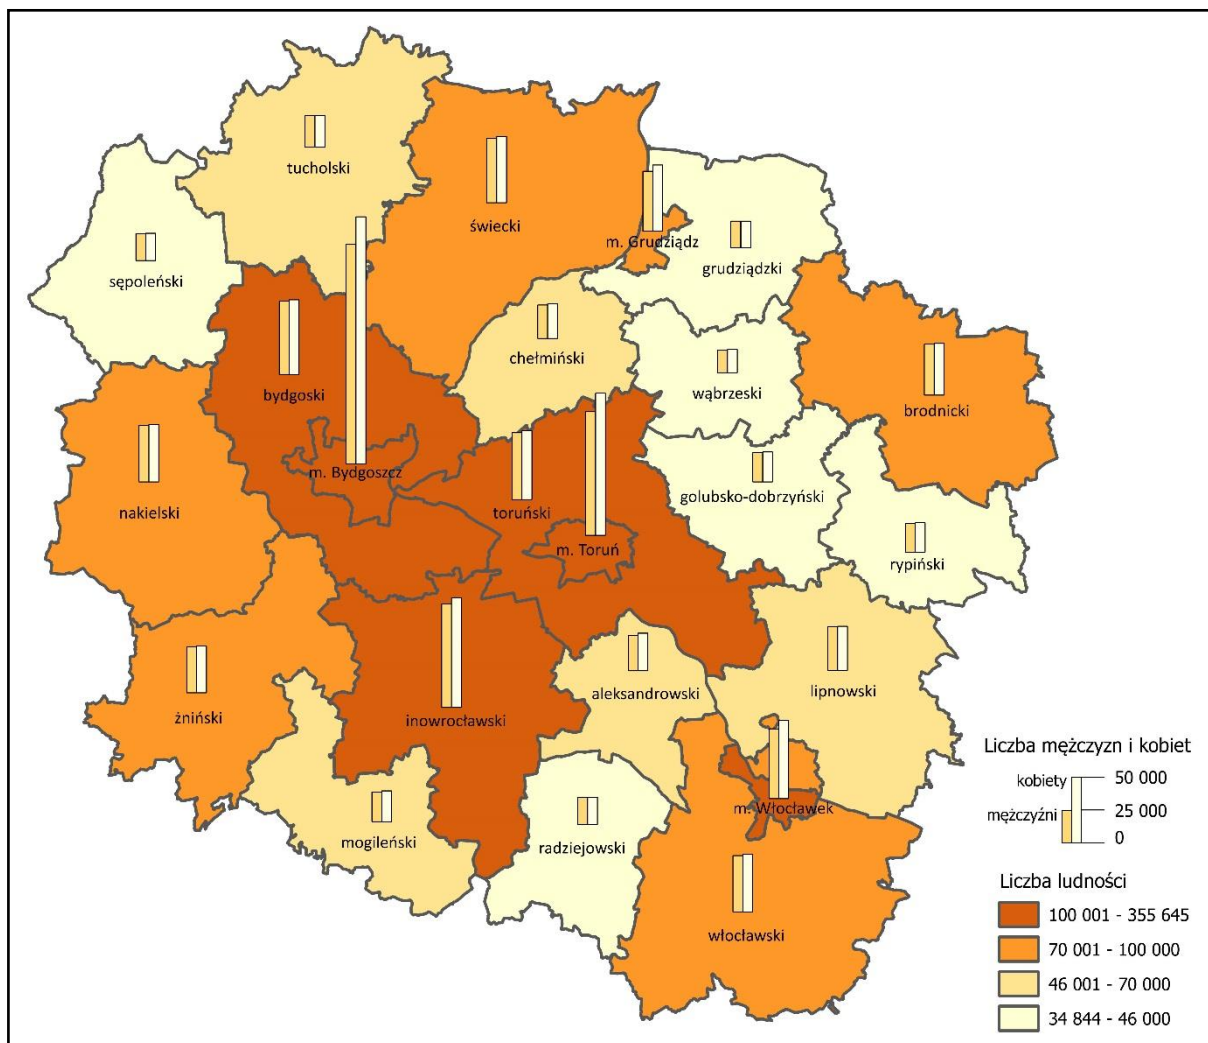 tucholski
sępoleński
świecki
m. Grudziądz
grudziądzki
bydgoski
chełmiński
wąbrzeski
brodnicki
m. Bydgoszcz
nakielski
toruński
golubsko-dobrzyński
m. Toruń
rypiński
żniński
inowrocławski
aleksandrowski
lipnowski
m. Włocławek
mogileński
radziejowski
włocławski
Liczba mężczyzn i kobiet
kobiety
50 000
mężczyźni
25 000
0
Liczba ludności
100 001 - 355 645
70 001 - 100 000
46 001 - 70 000
34 844 - 46 000